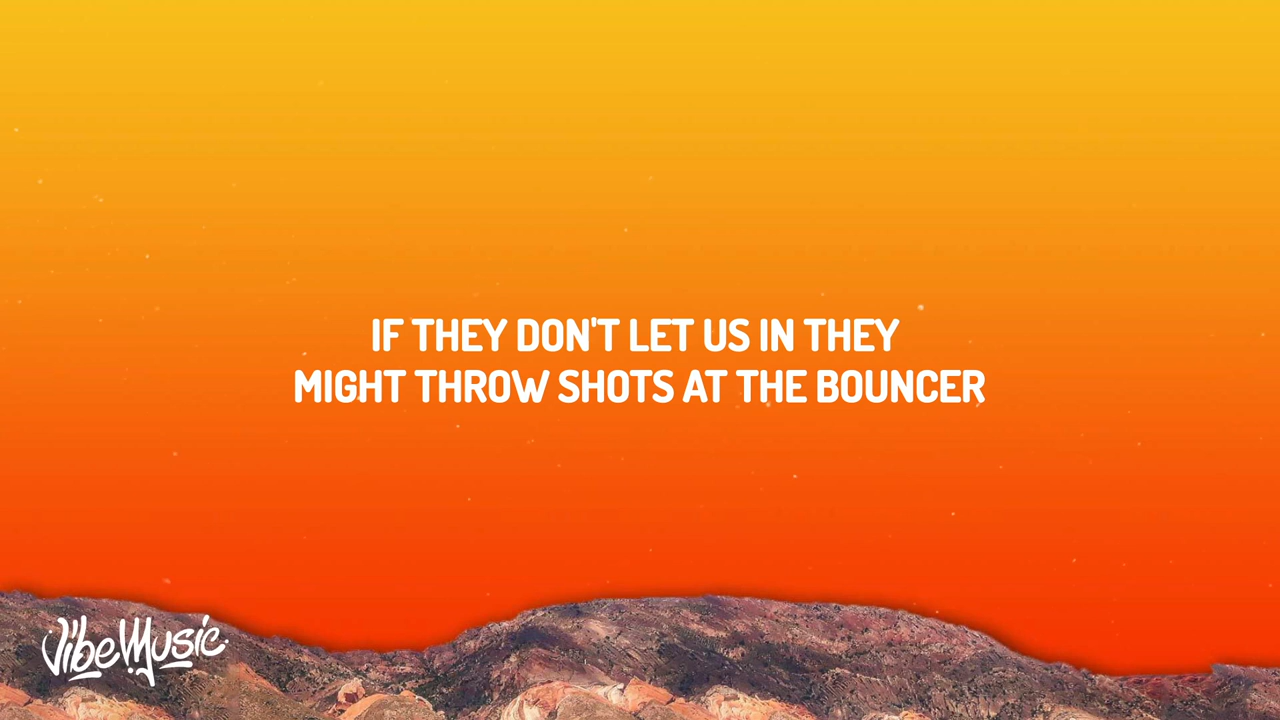 IF THEY DON'T LET US IN THEY
MIGHT THROW SHOTS AT THE BOUNCER
VibeMusic